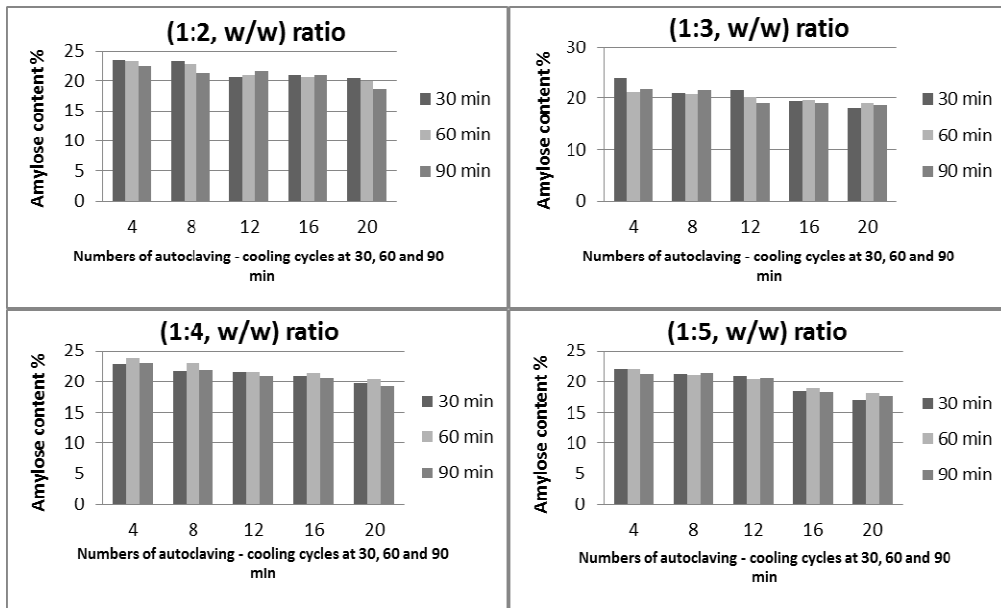 (1:2, w/w) ratio
Amylose content %
25
20
15
10
5
0
4 8 12 16 20
30 min
60 min
90 min
Numbers of autoclaving - cooling cycles at 30, 60 and 90
min
(1:3, w/w) ratio
Amylose content %
30
20
10
0
4 8 12 16 20
30 min
60 min
90 min
Numbers of autoclaving - cooling cycles at 30, 60 and 90
min
(1:4, w/w) ratio
Amylose content %
25
20
15
10
5
0
4 8 12 16 20
30 min
60 min
90 min
Numbers of autoclaving - cooling cycles at 30, 60 and 90
min
(1:5, w/w) ratio
Amylose content %
25
20
15
10
5
0
4 8 12 16 20
30 min
60 min
90 min
Numbers of autoclaving - cooling cycles at 30, 60 and 90
min